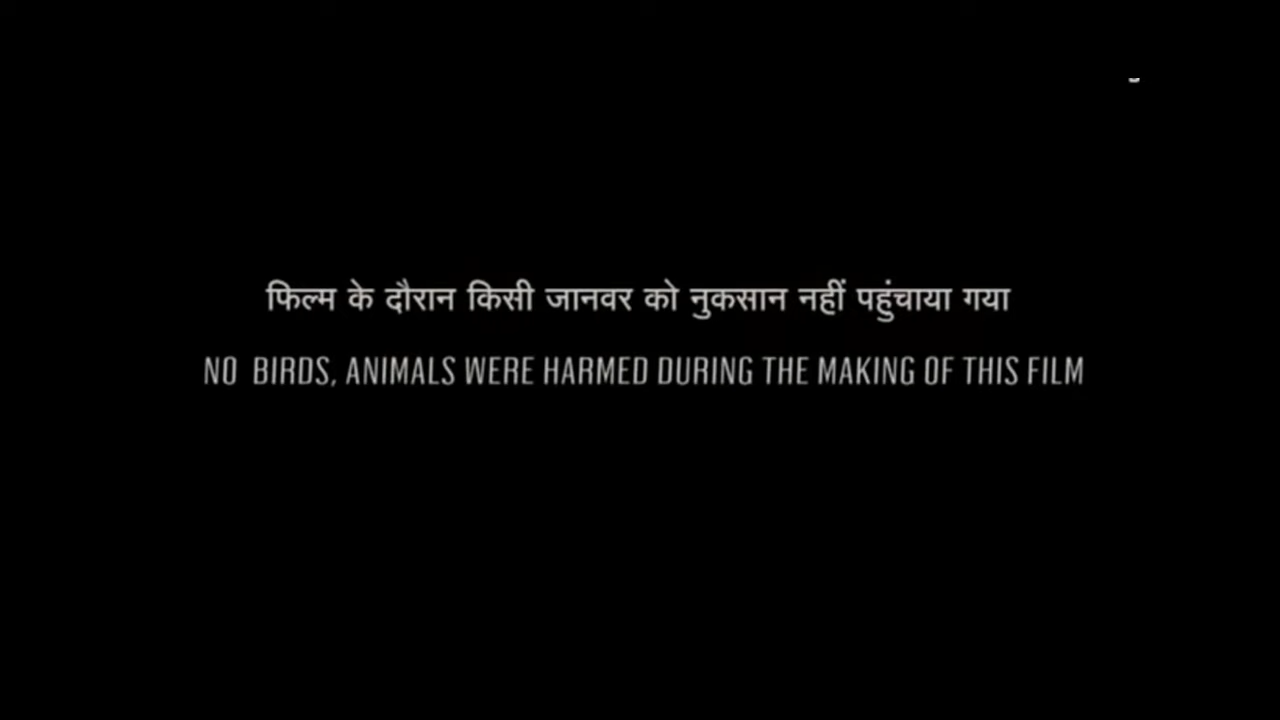 फिल्म के दौरान किसी जानवर को नुकसान नहीं पहुंचाया गया
NO BIRDS, ANIMALS WERE HARMED DURING THE MAKING OF THIS FILM